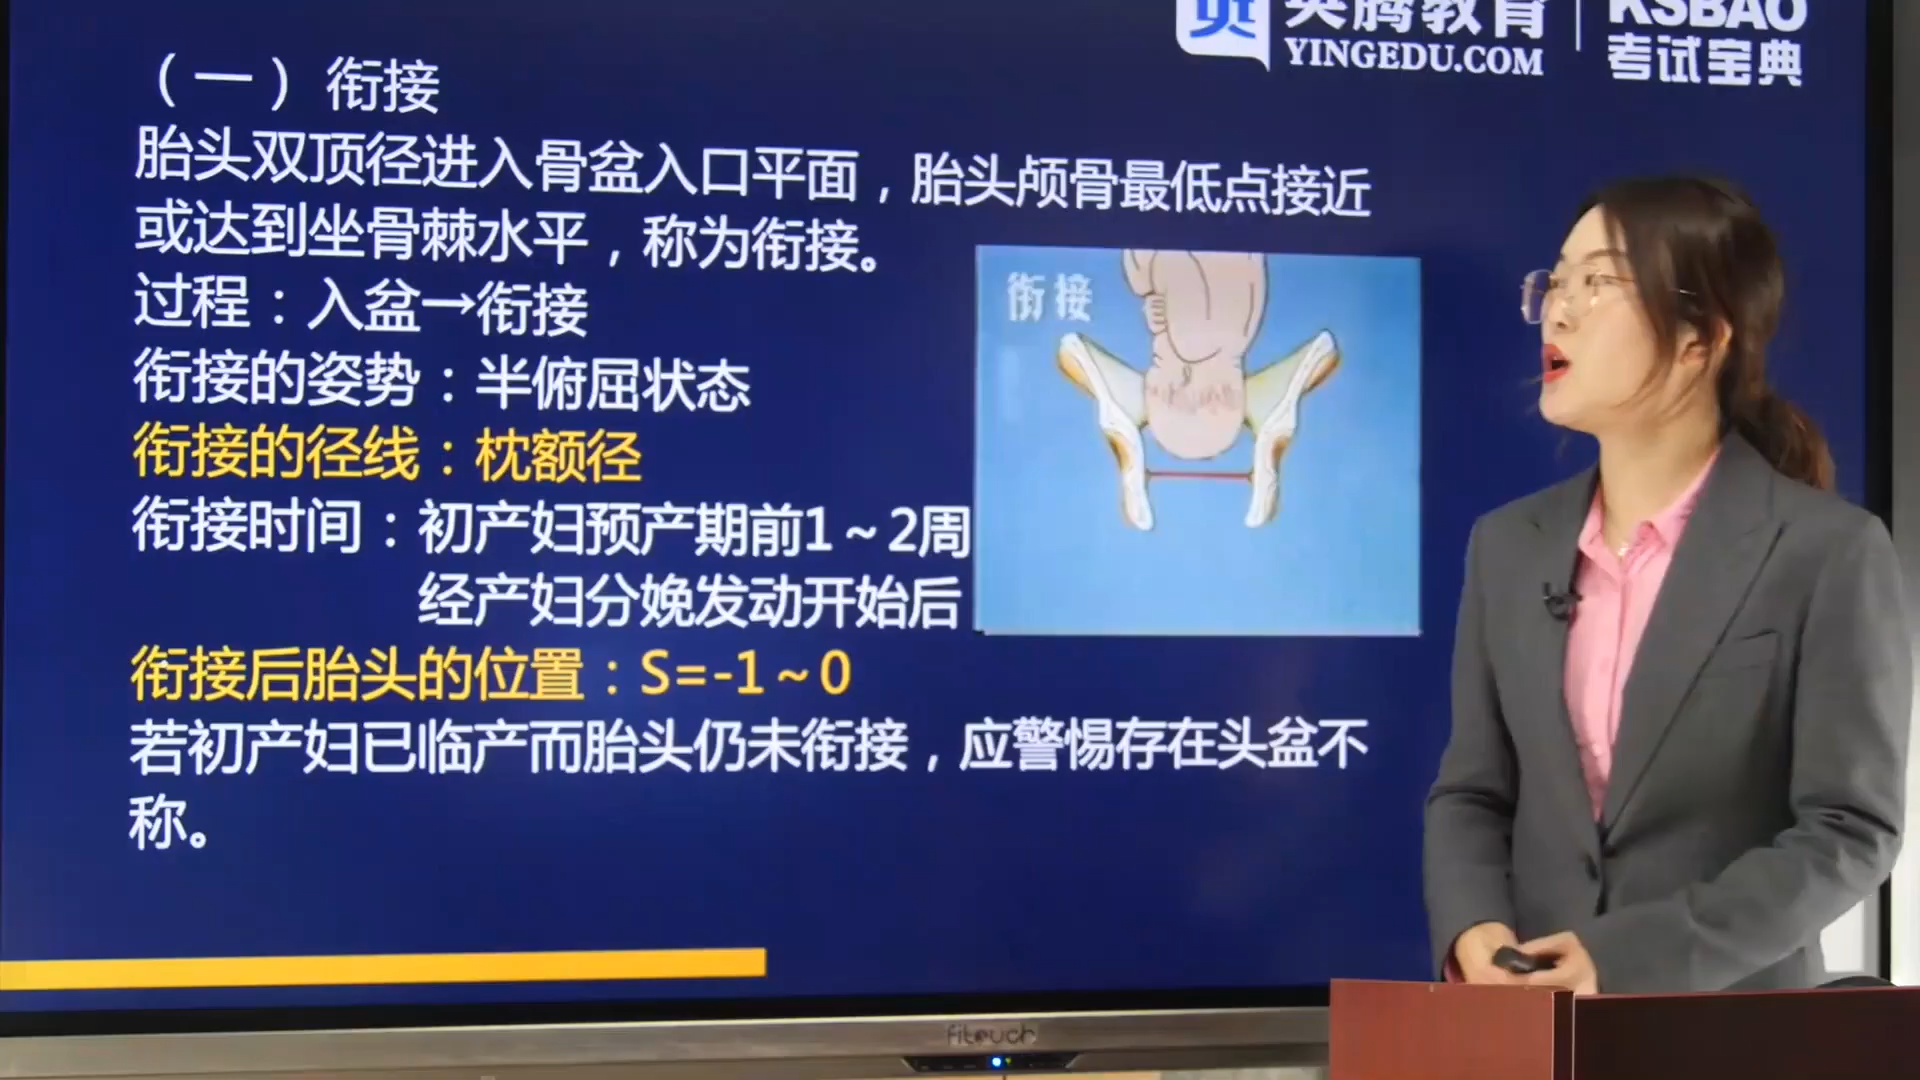 英腾教育
YINGEDU.COM
KSBAO
考试宝典
（一）衔接
胎头双顶径进入骨盆入口平面，胎头颅骨最低点接近
或达到坐骨棘水平，称为衔接。
过程：入盆→衔接
衔接的姿势：半俯屈状态
衔接的径线：枕额径
衔接时间：初产妇预产期前1～2周
经产妇分娩发动开始后
衔接后胎头的位置：S=-1～0
若初产妇已临产而胎头仍未衔接，应警惕存在头盆不
称。
衔接
fitouch